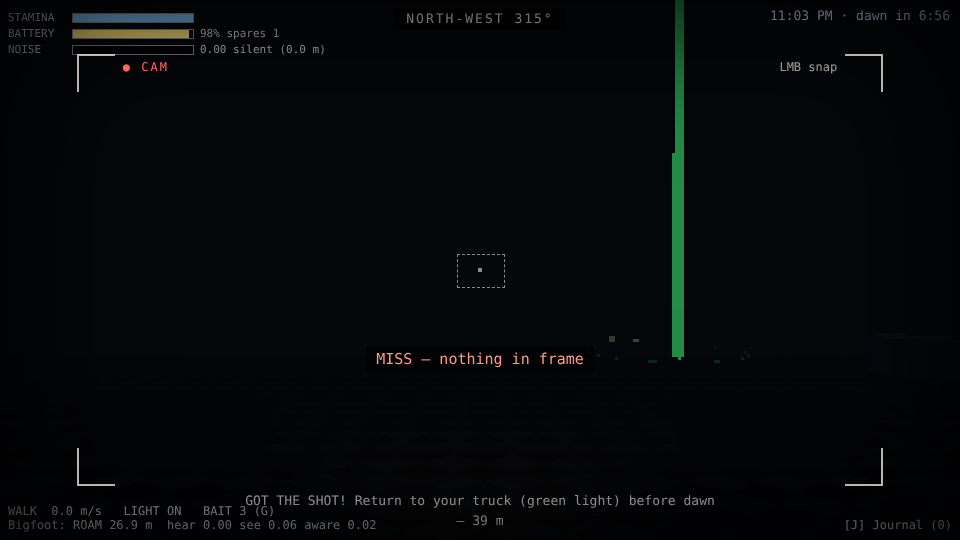 STAMINA
BATTERY 98% spares 1
NOISE 0.00 silent (0.0 m)
NORTH-WEST 315°
11:03 PM · dawn in 6:56
● CAM
LMB snap
MISS — nothing in frame
GOT THE SHOT! Return to your truck (green light) before dawn
— 39 m
WALK 0.0 m/s LIGHT ON BAIT 3 (G)
Bigfoot: ROAM 26.9 m hear 0.00 see 0.06 aware 0.02
[J] Journal (0)